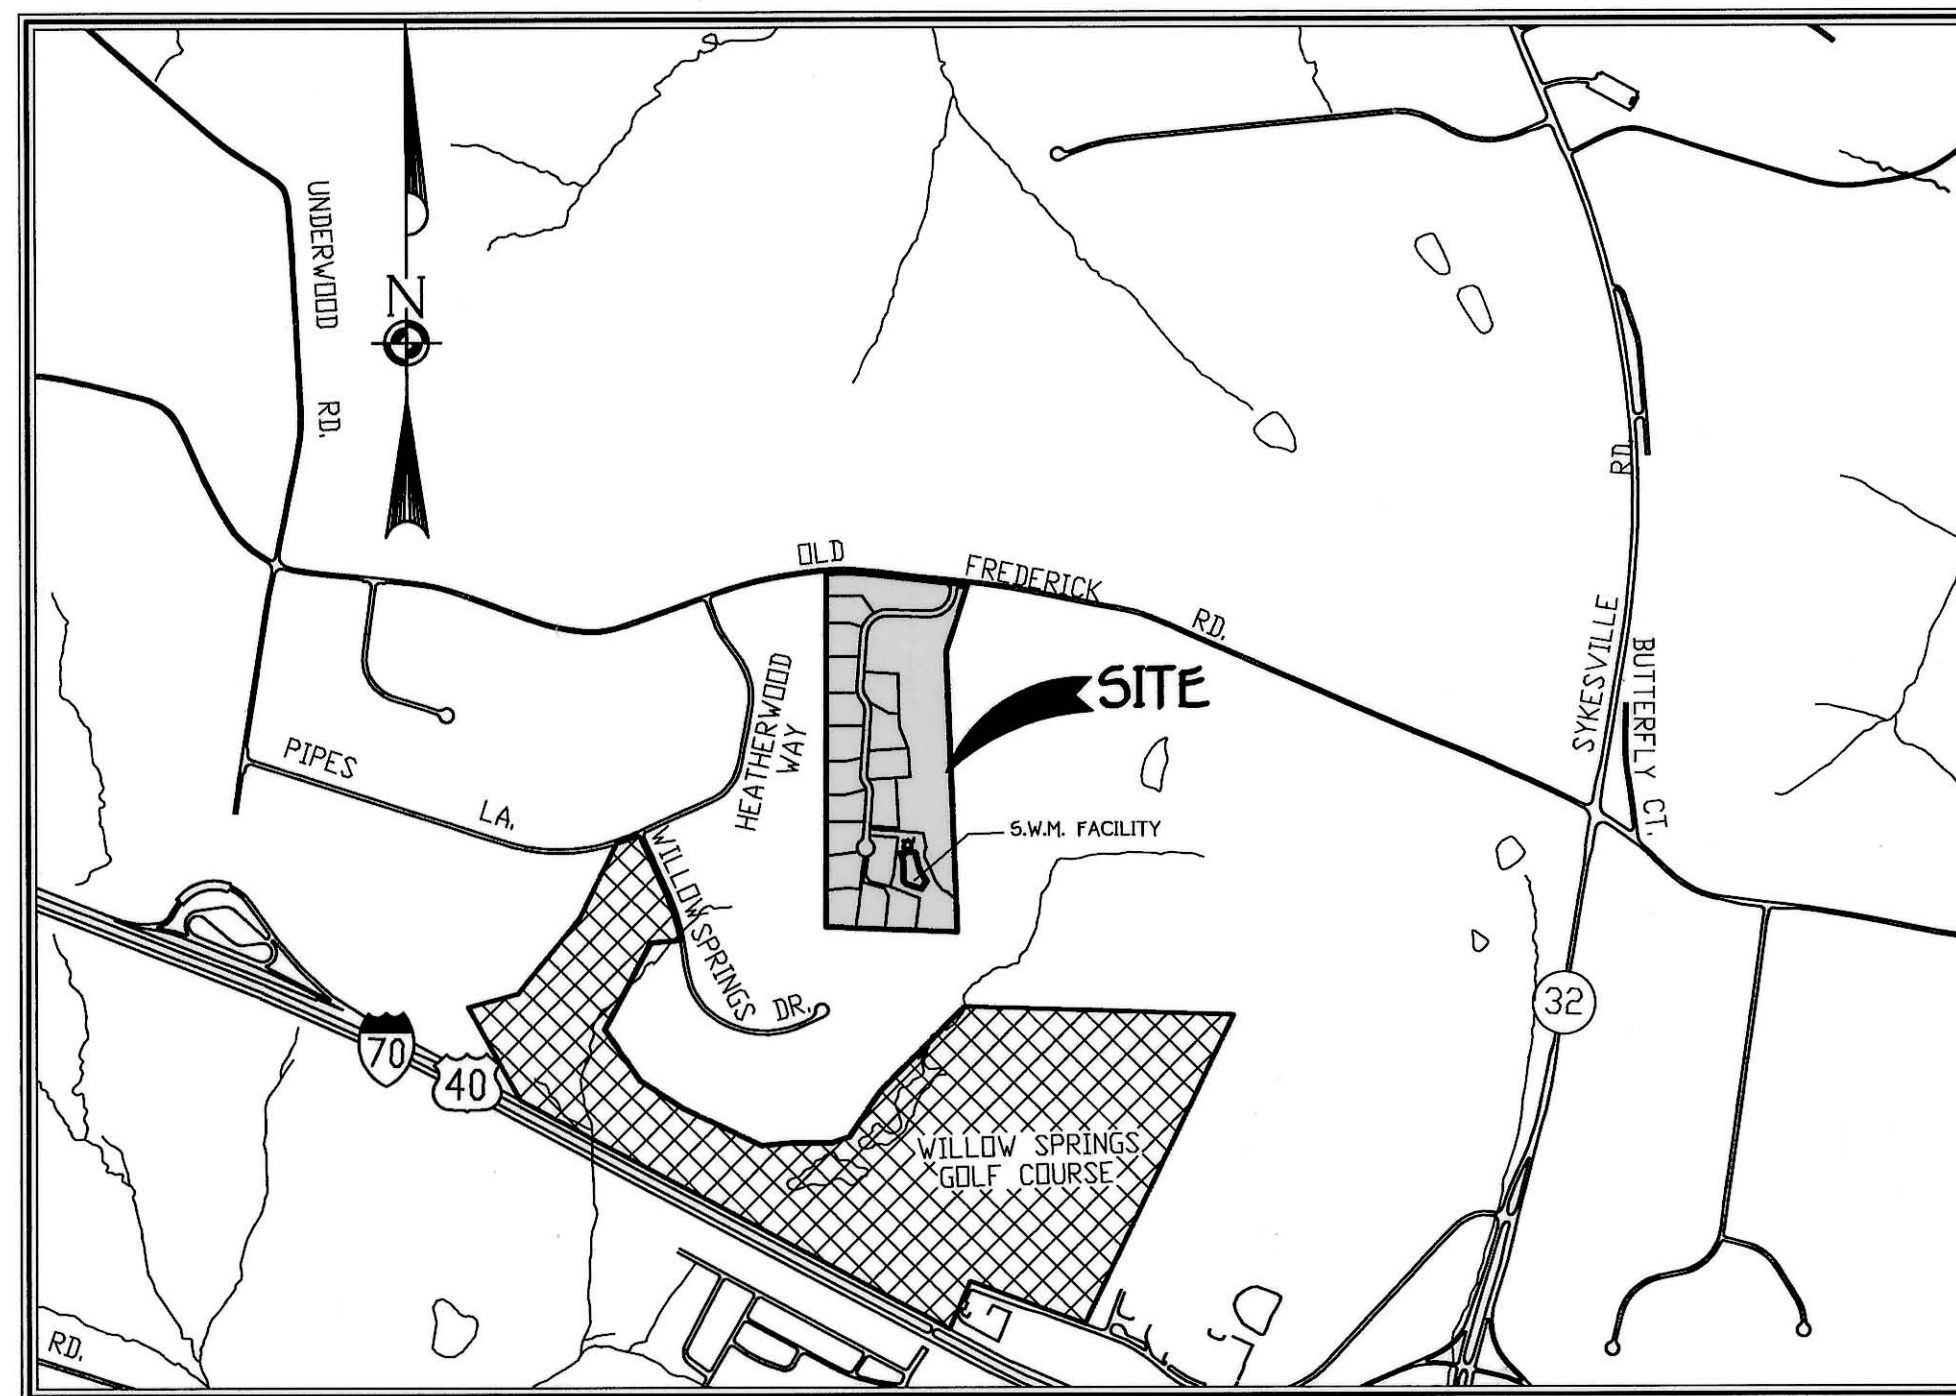 UNDERWOOD RD.
N
OLD FREDERICK RD.
SYKESVILLE RD.
BUTTERFLY CT.
SITE
HEATHERWOOD
WAY
PIPES LA.
S.W.M. FACILITY
WILLOW SPRINGS DR.
32
70
40
WILLOW SPRINGS
GOLF COURSE
RD.